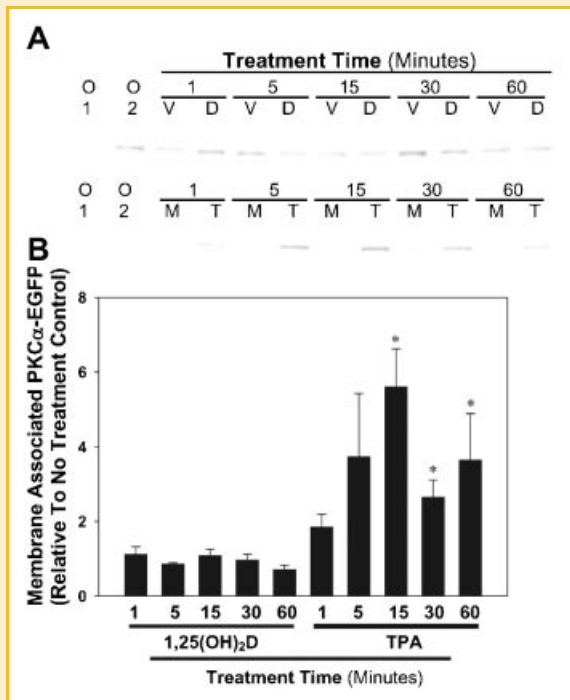 A
Treatment Time (Minutes)
O O 1 5 15 30 60
1 2 V D V D V D V D V D
O O 1 5 15 30 60
1 2 M T M T M T M T M T
B
Membrane Associated PKCα-EGFP
(Relative To No Treatment Control)
8
6
4
2
0
* * *
1 5 15 30 60 1 5 15 30 60
1,25(OH)₂D TPA
Treatment Time (Minutes)